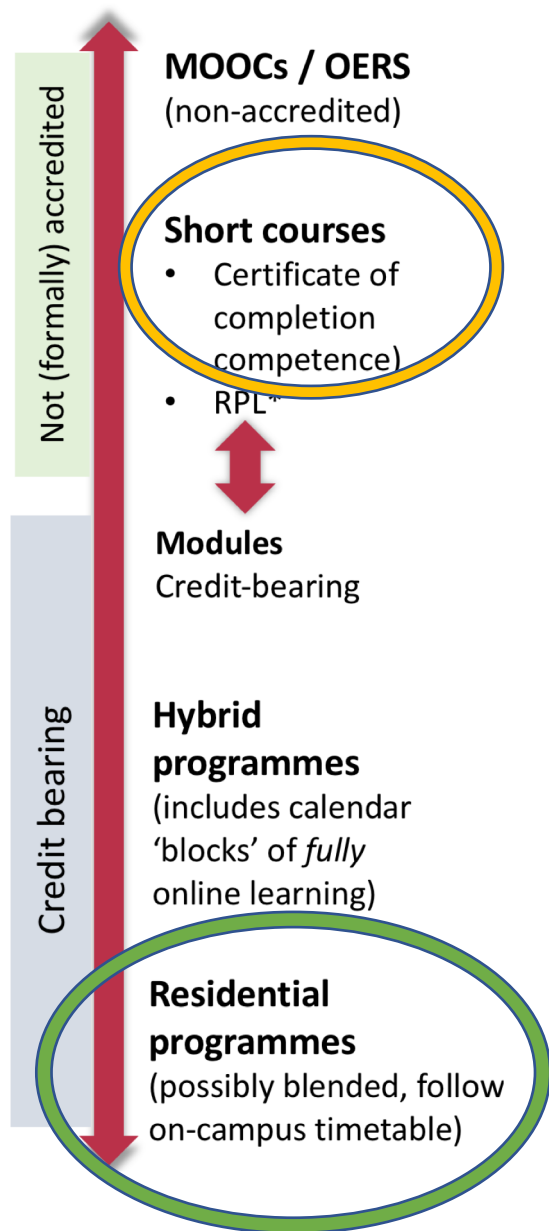 MOOCs / OERS
(non-accredited)
Not (formally) accredited
Short courses
• Certificate of
completion
competence)
• RPL*
Modules
Credit-bearing
Credit bearing
Hybrid
programmes
(includes calendar
‘blocks’ of fully
online learning)
Residential
programmes
(possibly blended, follow
on-campus timetable)